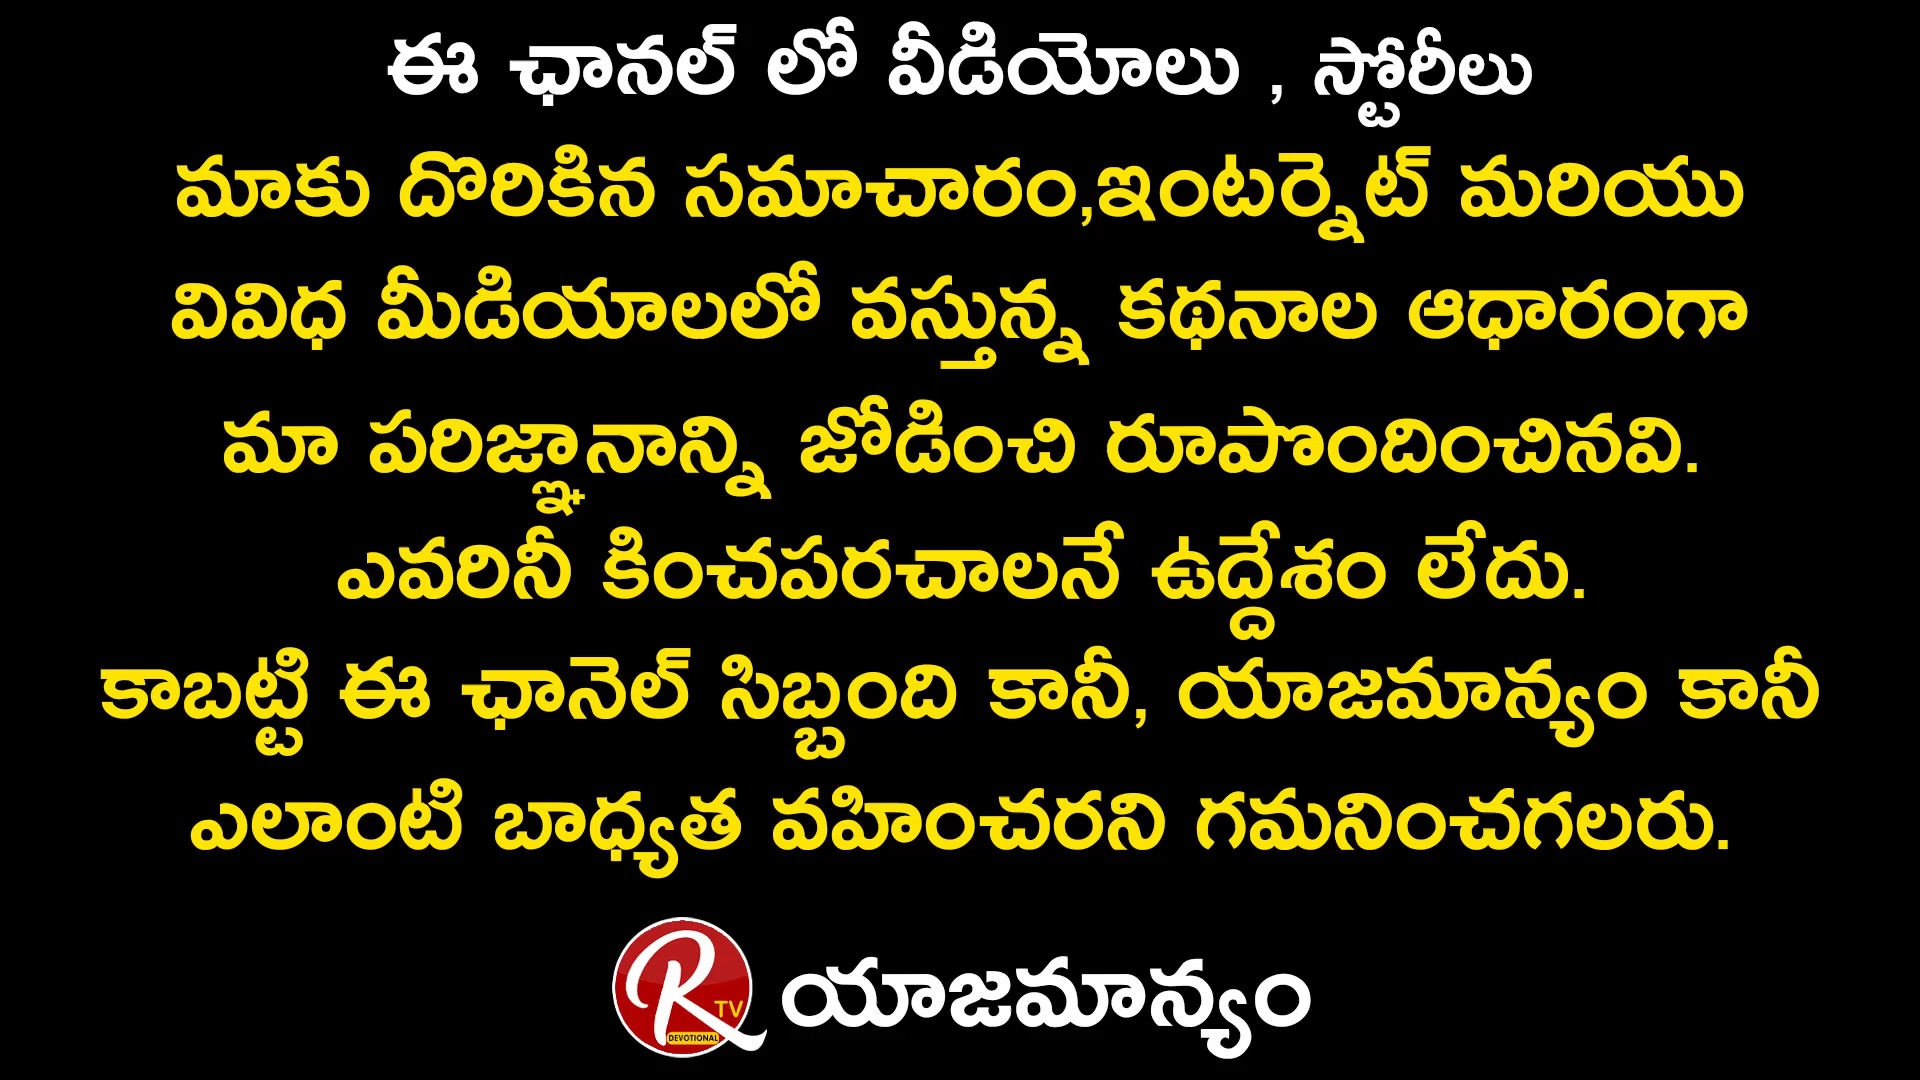 ఈ ఛానల్ లో వీడియోలు , స్టోరీలు
మాకు దొరికిన సమాచారం,ఇంటర్నెట్ మరియు
వివిధ మీడియాలలో వస్తున్న కథనాల ఆధారంగా
మా పరిజ్ఞానాన్ని జోడించి రూపొందించినవి.
ఎవరినీ కించపరచాలనే ఉద్దేశం లేదు.
కాబట్టి ఈ ఛానెల్ సిబ్బంది కానీ, యాజమాన్యం కానీ
ఎలాంటి బాధ్యత వహించరని గమనించగలరు.
R TV DEVOTIONAL యాజమాన్యం